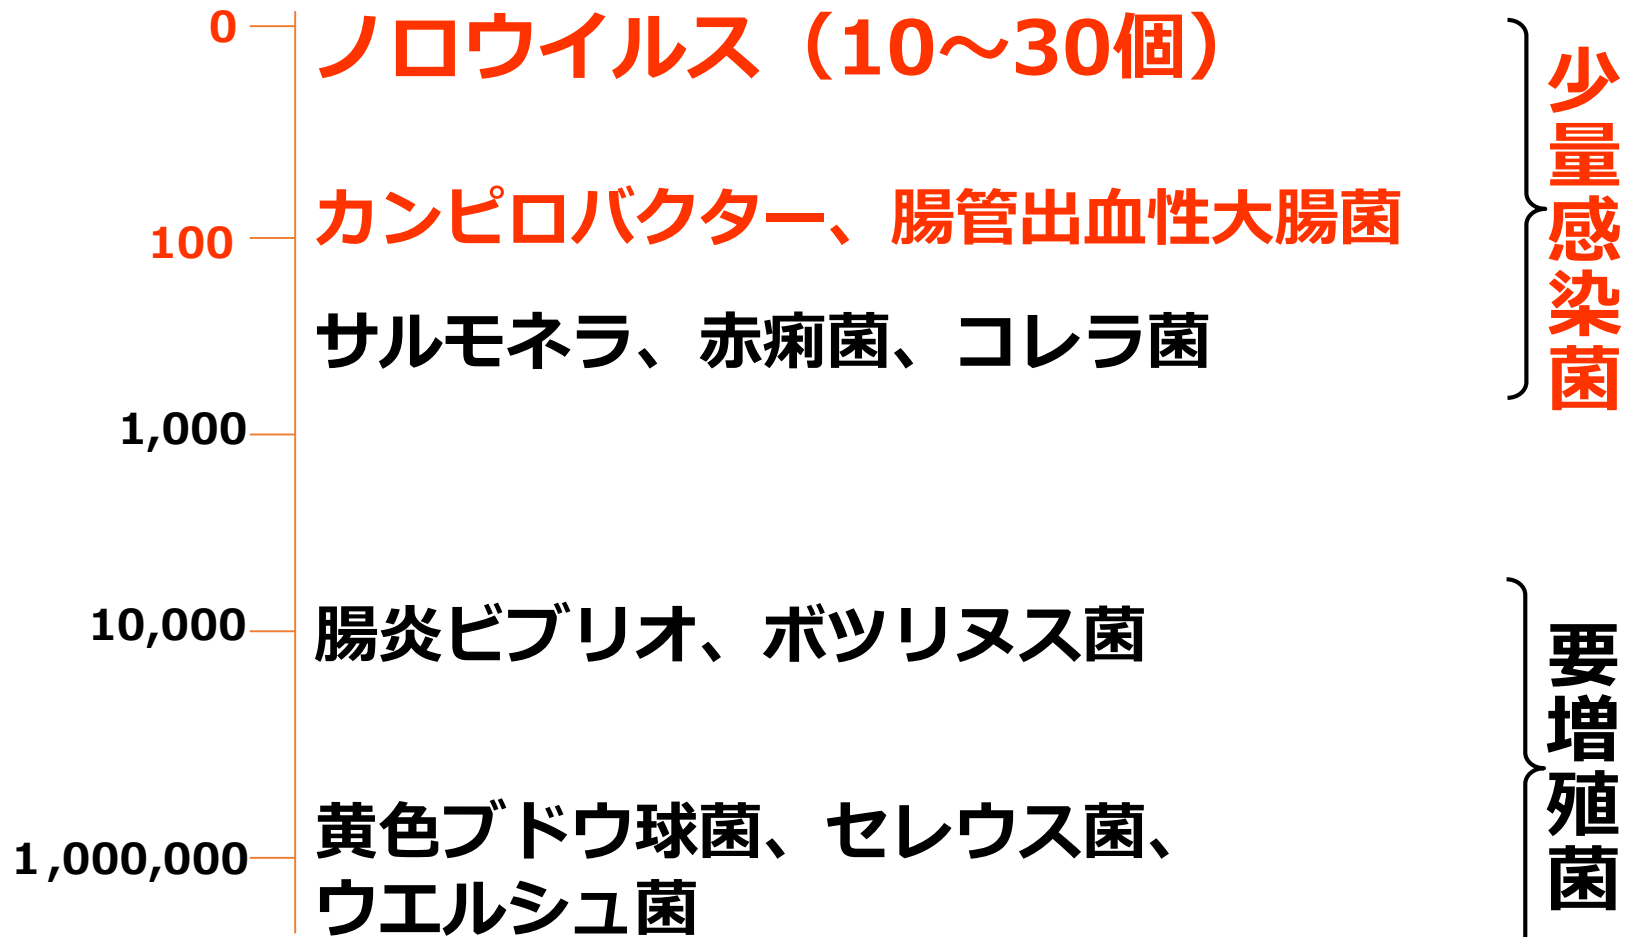 0
ノロウイルス（10～30個）
100
カンピロバクター、腸管出血性大腸菌
サルモネラ、赤痢菌、コレラ菌
1,000
少量感染菌
10,000
腸炎ビブリオ、ボツリヌス菌
1,000,000
黄色ブドウ球菌、セレウス菌、
ウエルシュ菌
要増殖菌